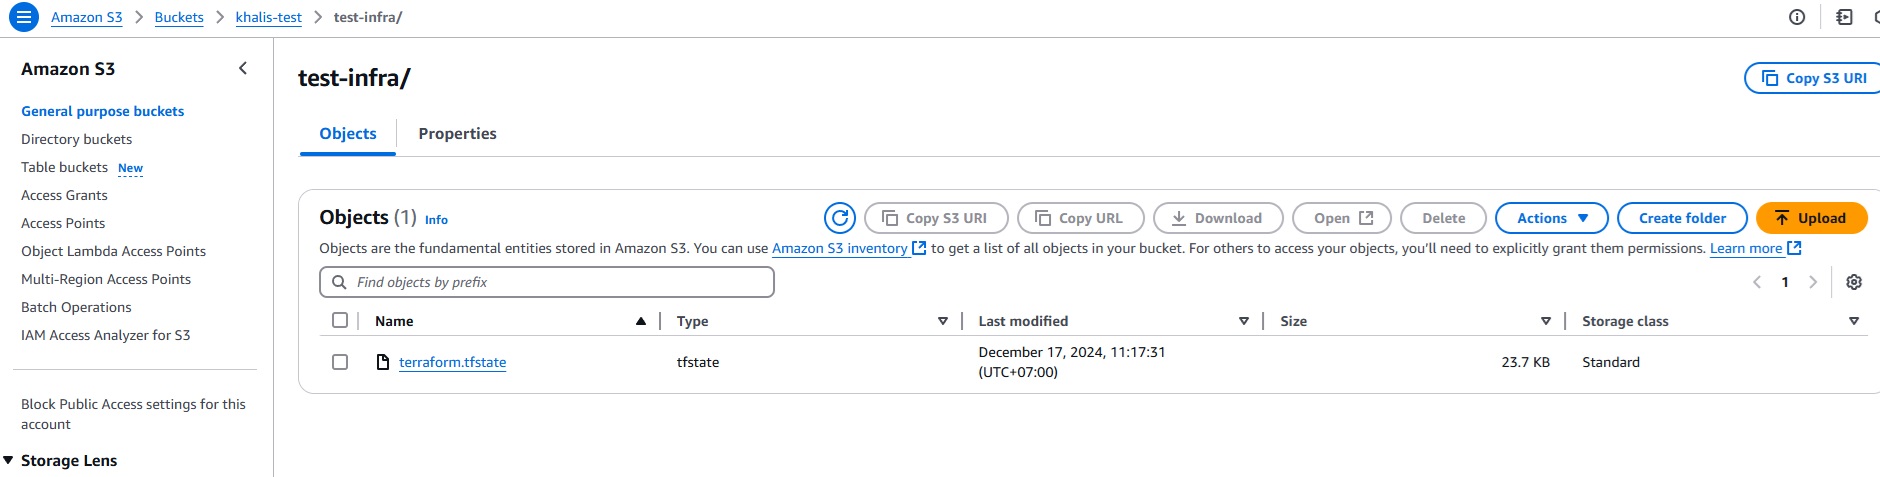 Amazon S3 > Buckets > khalis-test > test-infra/
Amazon S3
General purpose buckets
Directory buckets
Table buckets New
Access Grants
Access Points
Object Lambda Access Points
Multi-Region Access Points
Batch Operations
IAM Access Analyzer for S3
Block Public Access settings for this
account
Storage Lens
test-infra/
Copy S3 URI
Objects
Properties
Objects (1) Info
Copy S3 URI
Copy URL
Download
Open
Delete
Actions
Create folder
Upload
Objects are the fundamental entities stored in Amazon S3. You can use Amazon S3 inventory to get a list of all objects in your bucket. For others to access your objects, you'll need to explicitly grant them permissions. Learn more
Find objects by prefix
1
Name Type Last modified Size Storage class
terraform.tfstate tfstate December 17, 2024, 11:17:31 (UTC+07:00) 23.7 KB Standard